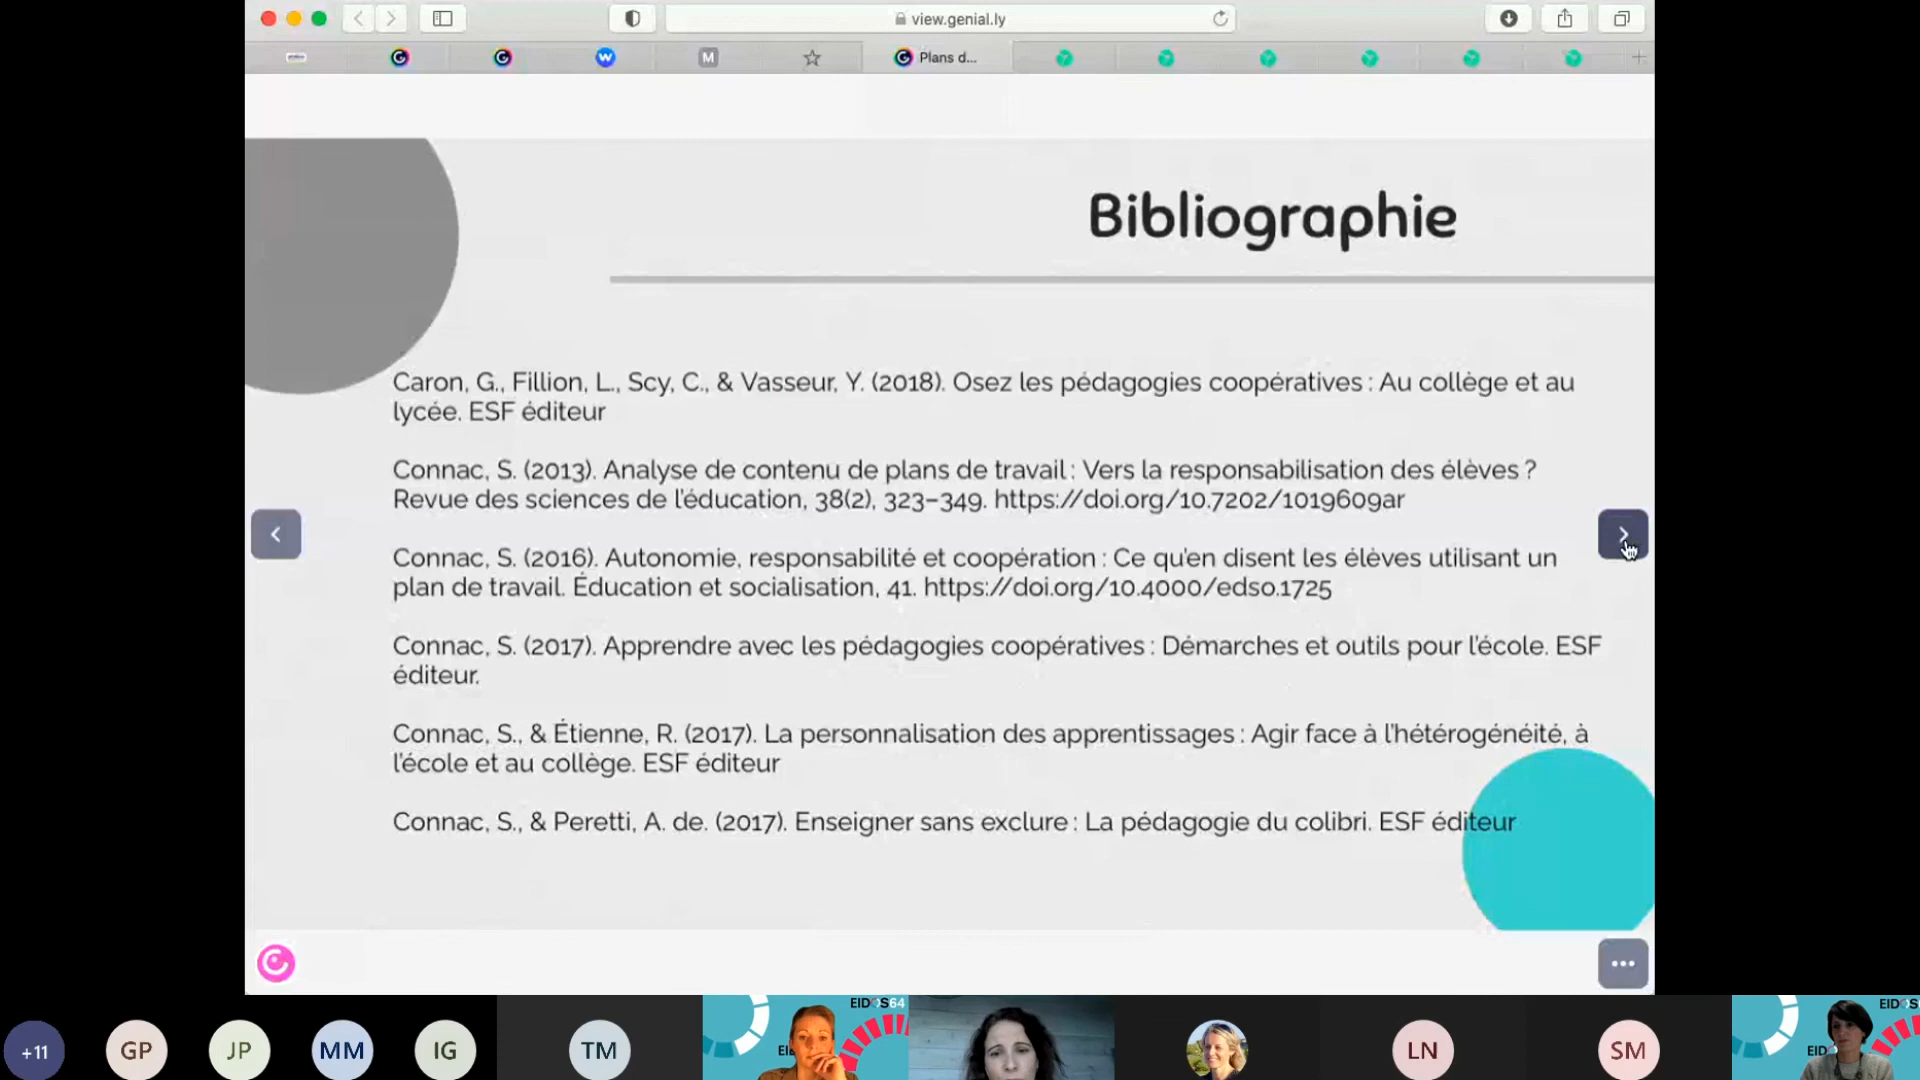 view.genial.ly
W
M
Plans d...
Bibliographie
Caron, G., Fillion, L., Scy, C., & Vasseur, Y. (2018). Osez les pédagogies coopératives : Au collège et au
lycée. ESF éditeur
Connac, S. (2013). Analyse de contenu de plans de travail : Vers la responsabilisation des élèves ?
Revue des sciences de l'éducation, 38(2), 323–349. https://doi.org/10.7202/1019609ar
Connac, S. (2016). Autonomie, responsabilité et coopération : Ce qu'en disent les élèves utilisant un
plan de travail. Éducation et socialisation, 41. https://doi.org/10.4000/edso.1725
Connac, S. (2017). Apprendre avec les pédagogies coopératives : Démarches et outils pour l'école. ESF
éditeur.
Connac, S., & Étienne, R. (2017). La personnalisation des apprentissages : Agir face à l'hétérogénéité, à
l'école et au collège. ESF éditeur
Connac, S., & Peretti, A. de. (2017). Enseigner sans exclure : La pédagogie du colibri. ESF éditeur
EIDOS64
EIDOS
+11 GP JP MM IG TM LN SM
EID